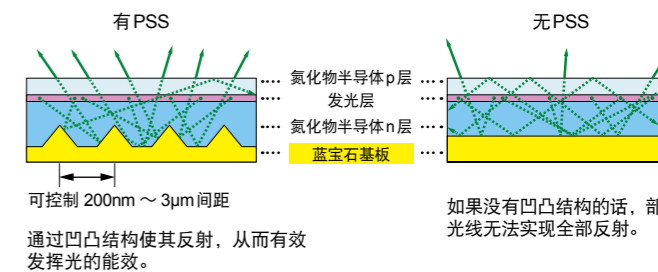 有PSS
无PSS
氮化物半导体p层
发光层
氮化物半导体n层
蓝宝石基板
可控制 200nm ～ 3μm间距
通过凹凸结构使其反射，从而有效
发挥光的能效。
如果没有凹凸结构的话，
光线无法实现全部反射。